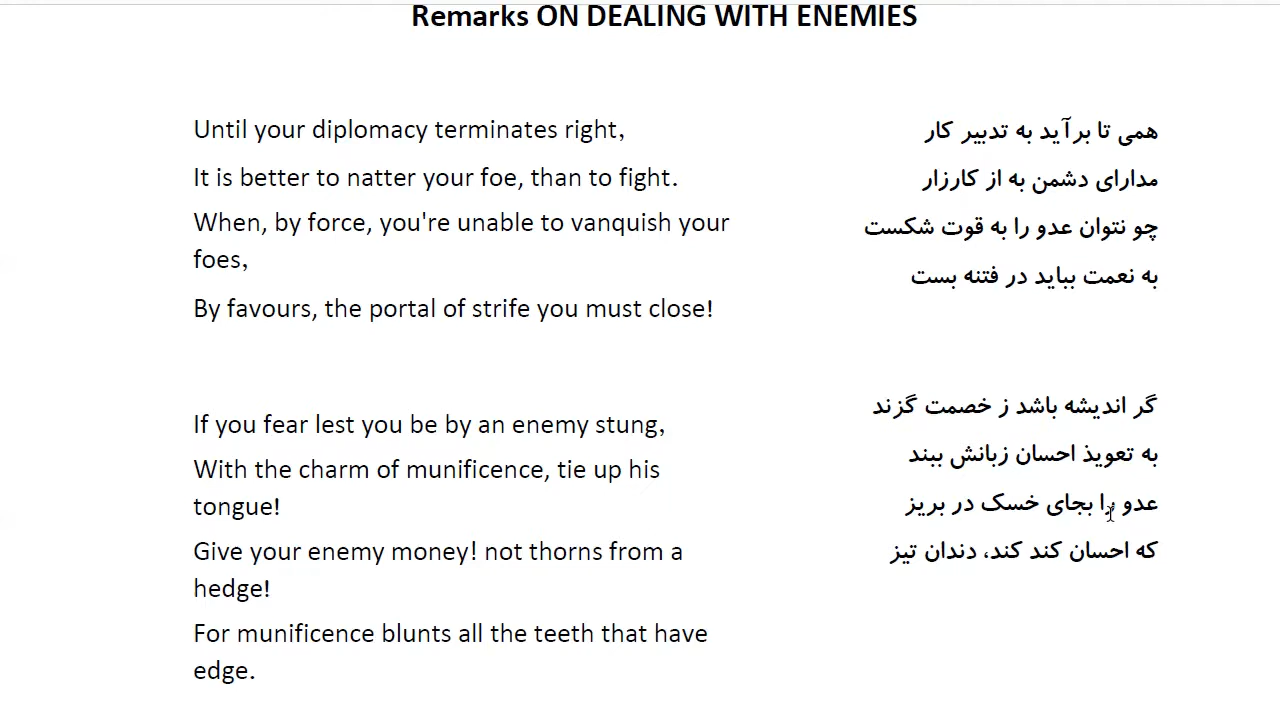 Remarks ON DEALING WITH ENEMIES
Until your diplomacy terminates right,
It is better to natter your foe, than to fight.
When, by force, you're unable to vanquish your
foes,
By favours, the portal of strife you must close!
If you fear lest you be by an enemy stung,
With the charm of munificence, tie up his
tongue!
Give your enemy money! not thorns from a
hedge!
For munificence blunts all the teeth that have
edge.
همی تا برآید به تدبیر کار
مدارای دشمن به از کارزار
چو نتوان عدو را به قوت شکست
به نعمت بباید در فتنه بست
گر اندیشه باشد ز خصمت گزند
به تعویذ احسان زبانش ببند
عدو را بجای خسک در بریز
که احسان کند کند، دندان تیز